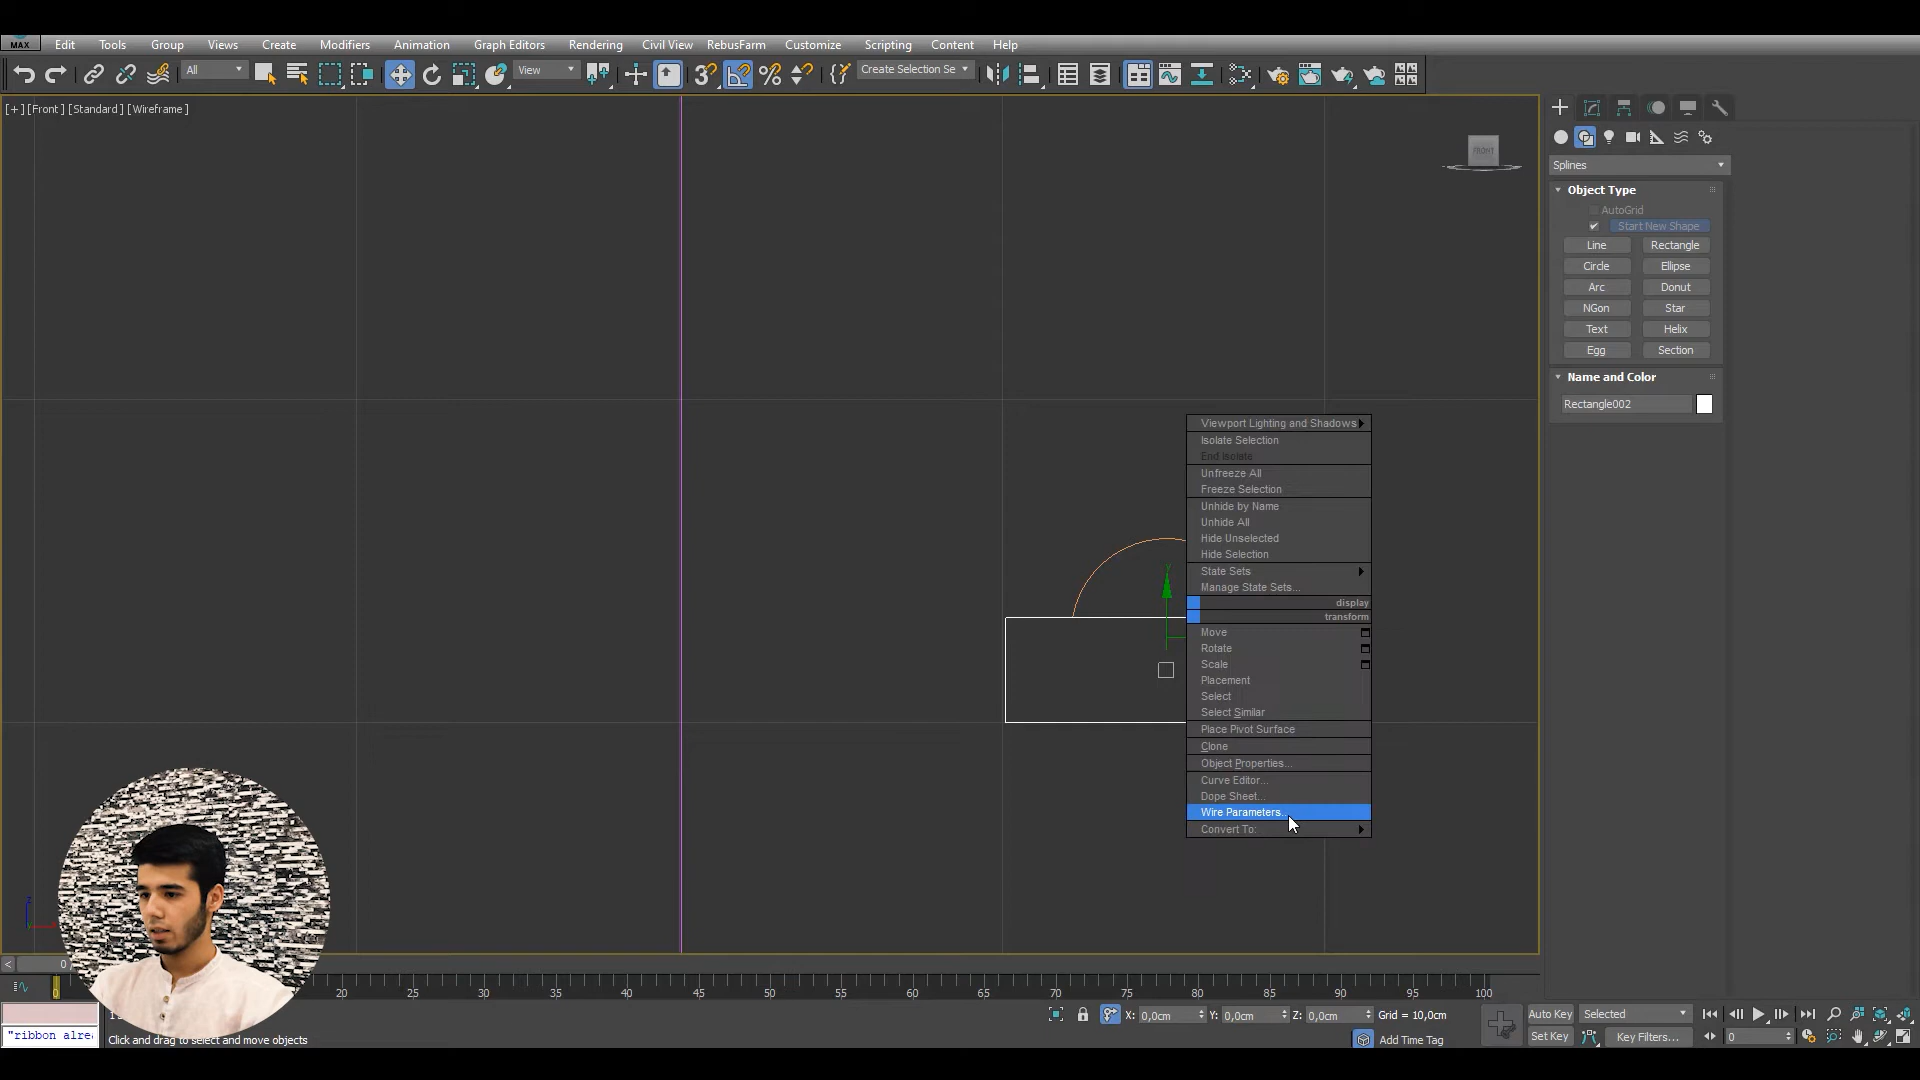 MAX
Edit Tools Group Views Create Modifiers Animation Graph Editors Rendering Civil View RebusFarm Customize Scripting Content Help
All View Create Selection Se
[+] [Front] [Standard] [Wireframe]
FRONT
Splines
Object Type
AutoGrid
Start New Shape
Line Rectangle
Circle Ellipse
Arc Donut
NGon Star
Text Helix
Egg Section
Name and Color
Rectangle002
Viewport Lighting and Shadows
Isolate Selection
End Isolate
Unfreeze All
Freeze Selection
Unhide by Name
Unhide All
Hide Unselected
Hide Selection
State Sets
Manage State Sets...
display
transform
Move
Rotate
Scale
Placement
Select
Select Similar
Place Pivot Surface
Clone
Object Properties...
Curve Editor...
Dope Sheet...
Wire Parameters...
Convert To:
y
< 0
0 20 25 30 35 40 45 50 55 60 65 70 75 80 85 90 95 100
X: 0,0cm Y: 0,0cm Z: 0,0cm Grid = 10,0cm Auto Key Selected
"ribbon alre Click and drag to select and move objects Add Time Tag Set Key Key Filters... 0